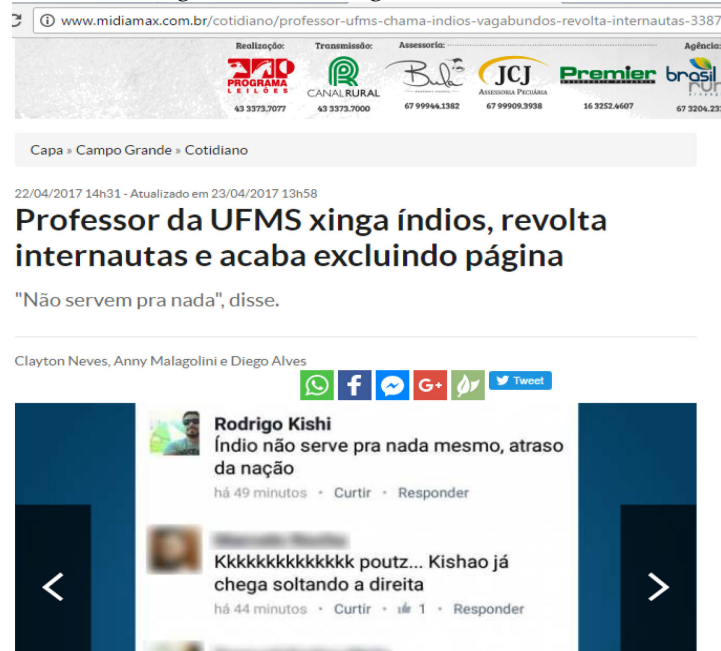 www.midiamax.com.br/cotidiano/professor-ufms-chama-indios-vagabundos-revolta-internautas-3387
Realização: Transmissão: Assessoria: Agência:
PROGRAMA LEILÕES
43 3373.7077
CANALRURAL
43 3373.7000
67 99944.1382
JCJ
ASSESSORIA PECUÁRIA
67 99909.3938
Premier
16 3252.4607
brasil
67 3204.23
Capa » Campo Grande » Cotidiano
22/04/2017 14h31 - Atualizado em 23/04/2017 13h58
Professor da UFMS xinga índios, revolta
internautas e acaba excluindo página
"Não servem pra nada", disse.
Clayton Neves, Anny Malagolini e Diego Alves
G+ Tweet
Rodrigo Kishi
Índio não serve pra nada mesmo, atraso
da nação
há 49 minutos · Curtir · Responder
Kkkkkkkkkkkkkk poutz... Kishao já
chega soltando a direita
há 44 minutos · Curtir · 1 · Responder